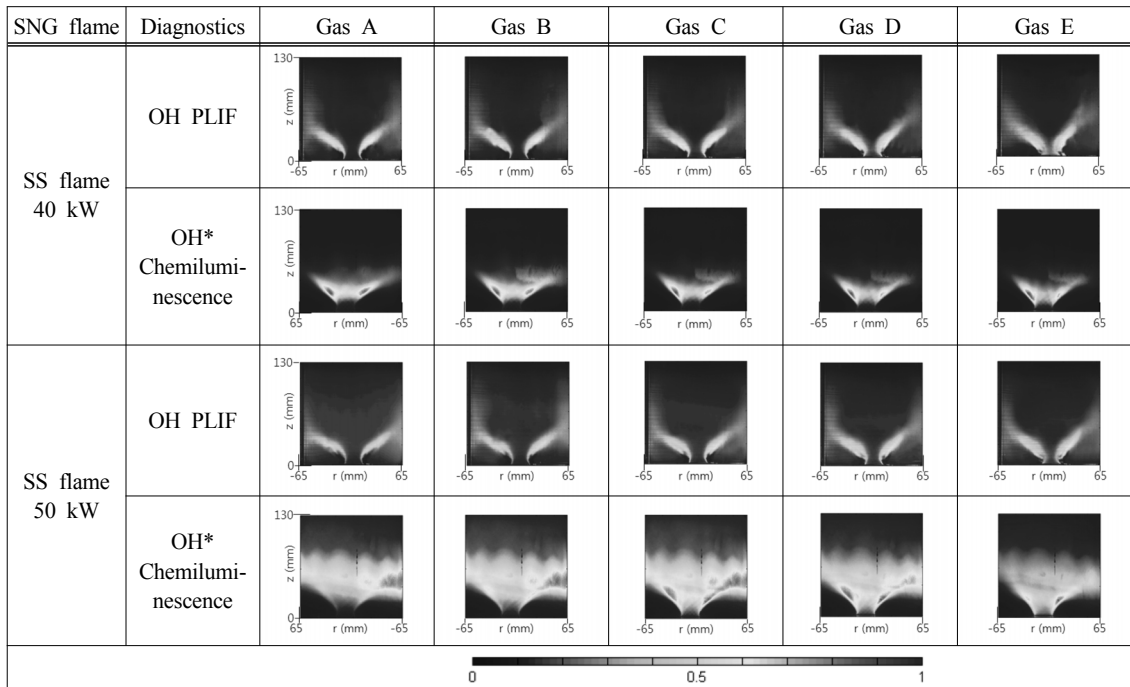 SNG flame Diagnostics Gas A Gas B Gas C Gas D Gas E
SS flame
40 kW
OH PLIF
130
z (mm)
0
-65 r (mm) 65
-65 r (mm) 65
-65 r (mm) 65
-65 r (mm) 65
-65 r (mm) 65
OH*
Chemilumi-
nescence
130
z (mm)
0
65 r (mm) -65
-65 r (mm) 65
-65 r (mm) 65
-65 r (mm) 65
-65 r (mm) 65
SS flame
50 kW
OH PLIF
130
z (mm)
0
-65 r (mm) 65
-65 r (mm) 65
-65 r (mm) 65
-65 r (mm) 65
-65 r (mm) 65
OH*
Chemilumi-
nescence
130
z (mm)
0
65 r (mm) -65
-65 r (mm) 65
-65 r (mm) 65
-65 r (mm) 65
-65 r (mm) 65
0 0.5 1